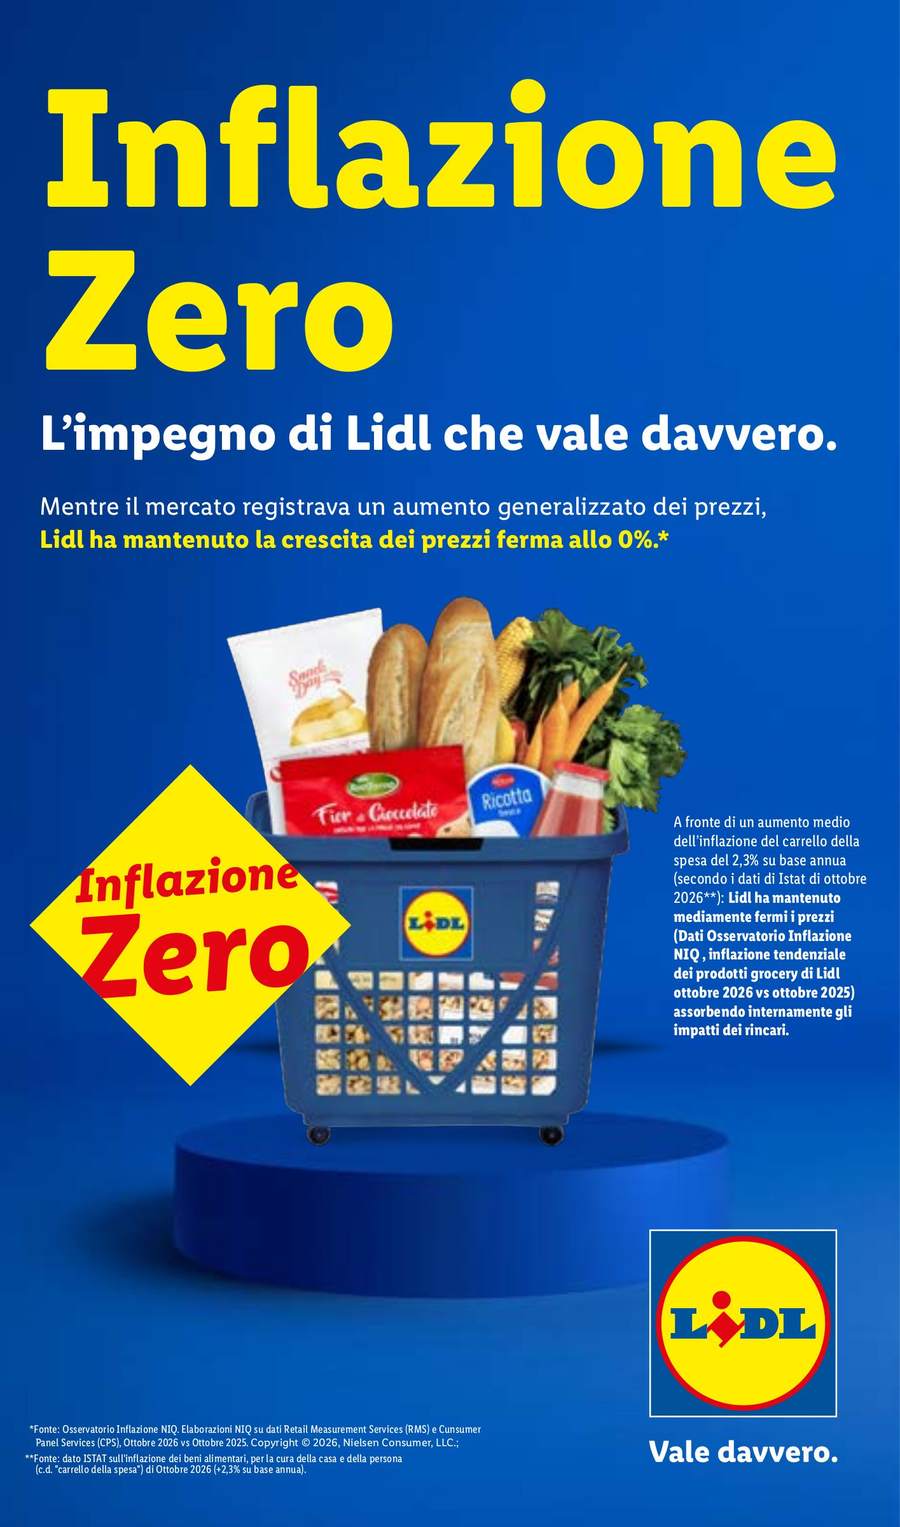 Inflazione
Zero
L'impegno di Lidl che vale davvero.
Mentre il mercato registrava un aumento generalizzato dei prezzi,
Lidl ha mantenuto la crescita dei prezzi ferma allo 0%.*
Snack
Day
Fior di Cioccolato
Ricotta
Inflazione
Zero
LIDL
A fronte di un aumento medio
dell'inflazione del carrello della
spesa del 2,3% su base annua
(secondo i dati di Istat di ottobre
2026**): Lidl ha mantenuto
mediamente fermi i prezzi
(Dati Osservatorio Inflazione
NIQ , inflazione tendenziale
dei prodotti grocery di Lidl
ottobre 2026 vs ottobre 2025)
assorbendo internamente gli
impatti dei rincari.
LIDL
Vale davvero.
*Fonte: Osservatorio Inflazione NIQ. Elaborazioni NIQ su dati Retail Measurement Services (RMS) e Cunsumer
Panel Services (CPS), Ottobre 2026 vs Ottobre 2025. Copyright © 2026, Nielsen Consumer, LLC.;
**Fonte: dato ISTAT sull'inflazione dei beni alimentari, per la cura della casa e della persona
(c.d. "carrello della spesa") di Ottobre 2026 (+2,3% su base annua).